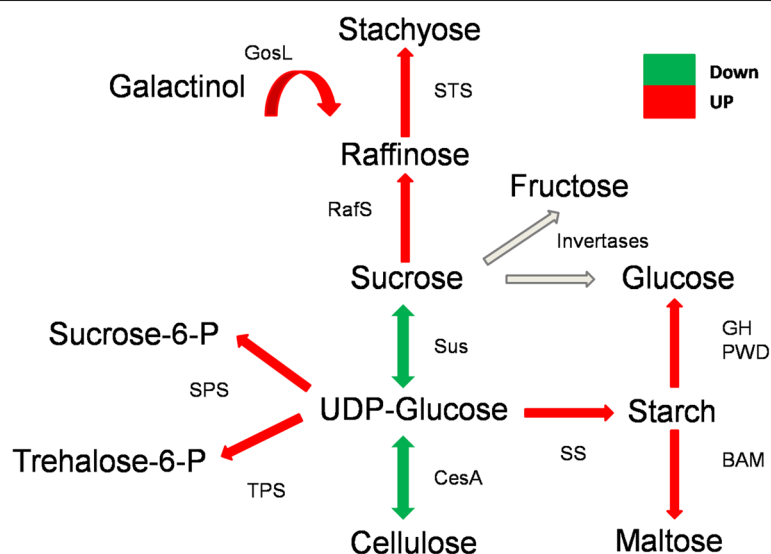 Stachyose
GosL
Galactinol
STS
Down
UP
Raffinose
Fructose
RafS
Invertases
Sucrose
Glucose
Sucrose-6-P
Sus
GH
PWD
SPS
UDP-Glucose
Starch
Trehalose-6-P
TPS
CesA
SS
BAM
Cellulose
Maltose